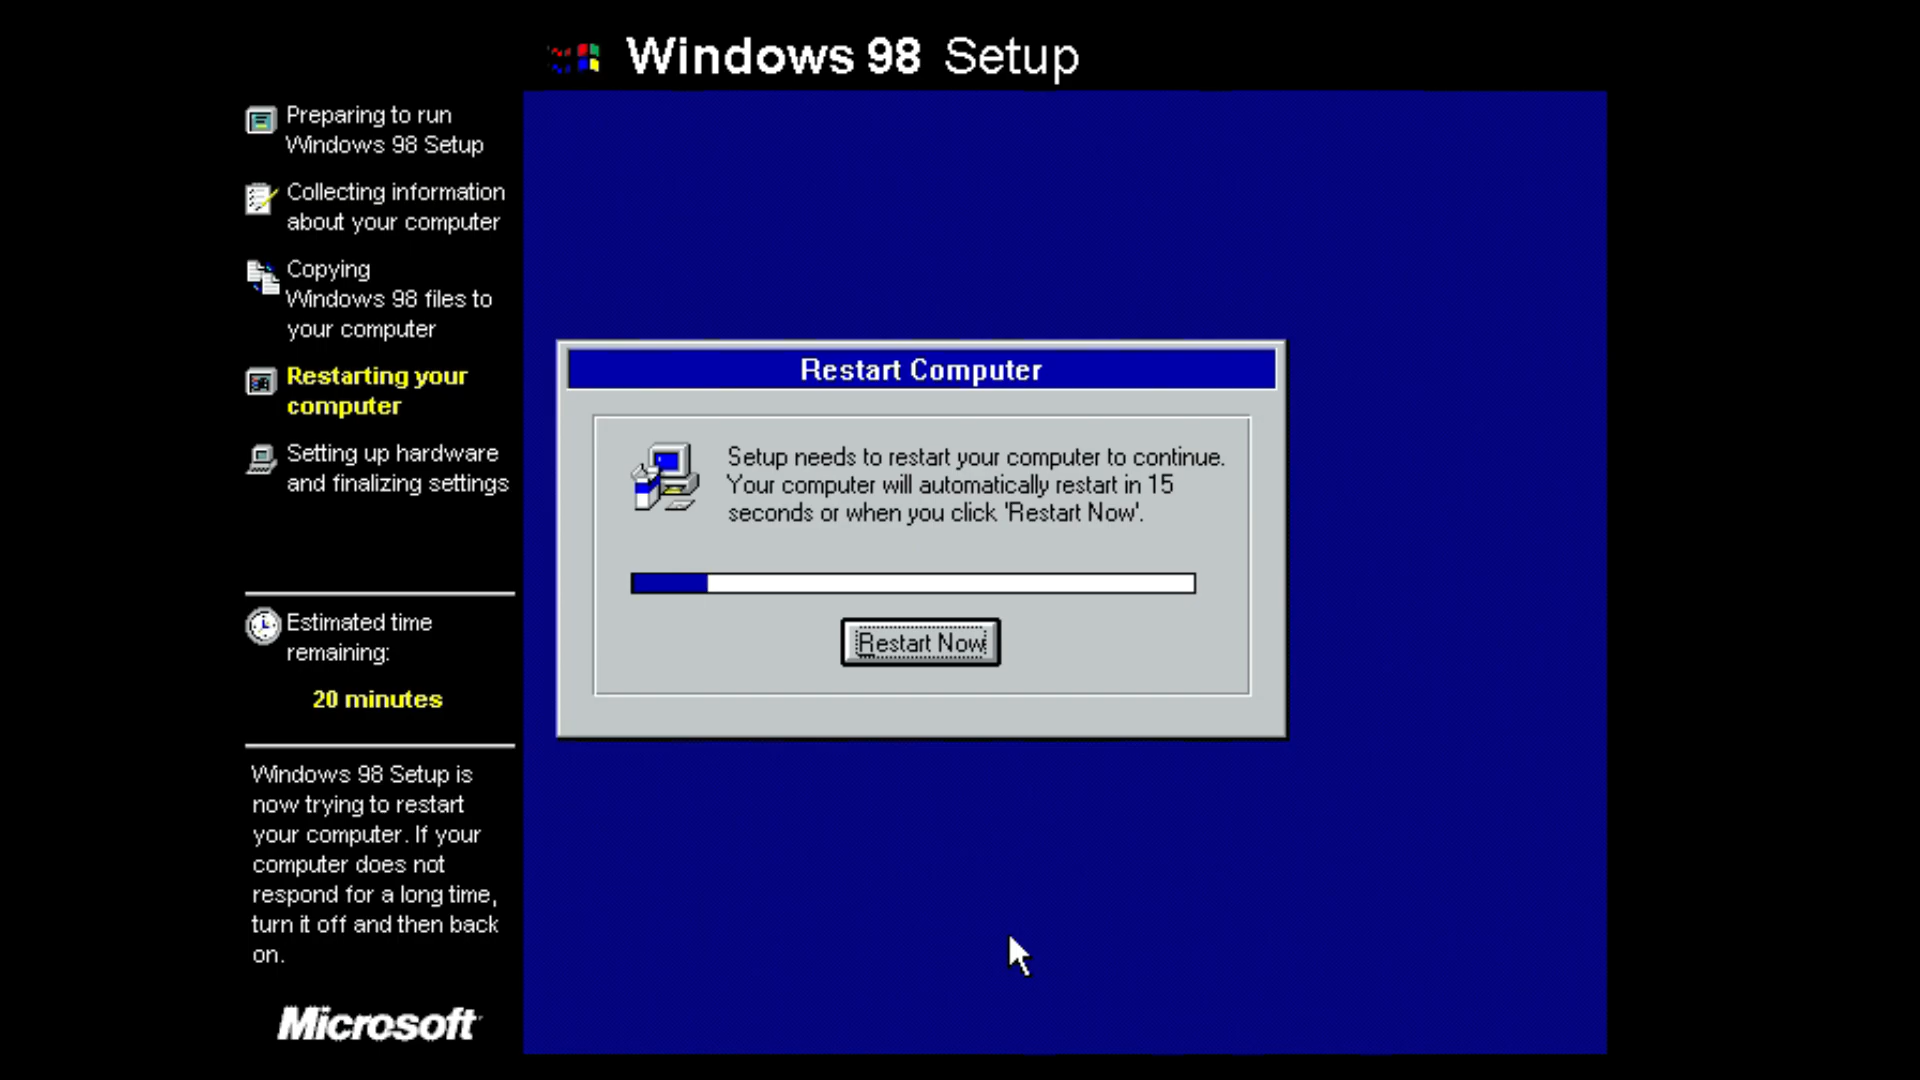 Windows 98 Setup
Preparing to run
Windows 98 Setup
Collecting information
about your computer
Copying
Windows 98 files to
your computer
Restarting your
computer
Setting up hardware
and finalizing settings
Estimated time
remaining:
20 minutes
Windows 98 Setup is
now trying to restart
your computer. If your
computer does not
respond for a long time,
turn it off and then back
on.
Microsoft
Restart Computer
Setup needs to restart your computer to continue.
Your computer will automatically restart in 15
seconds or when you click 'Restart Now'.
Restart Now